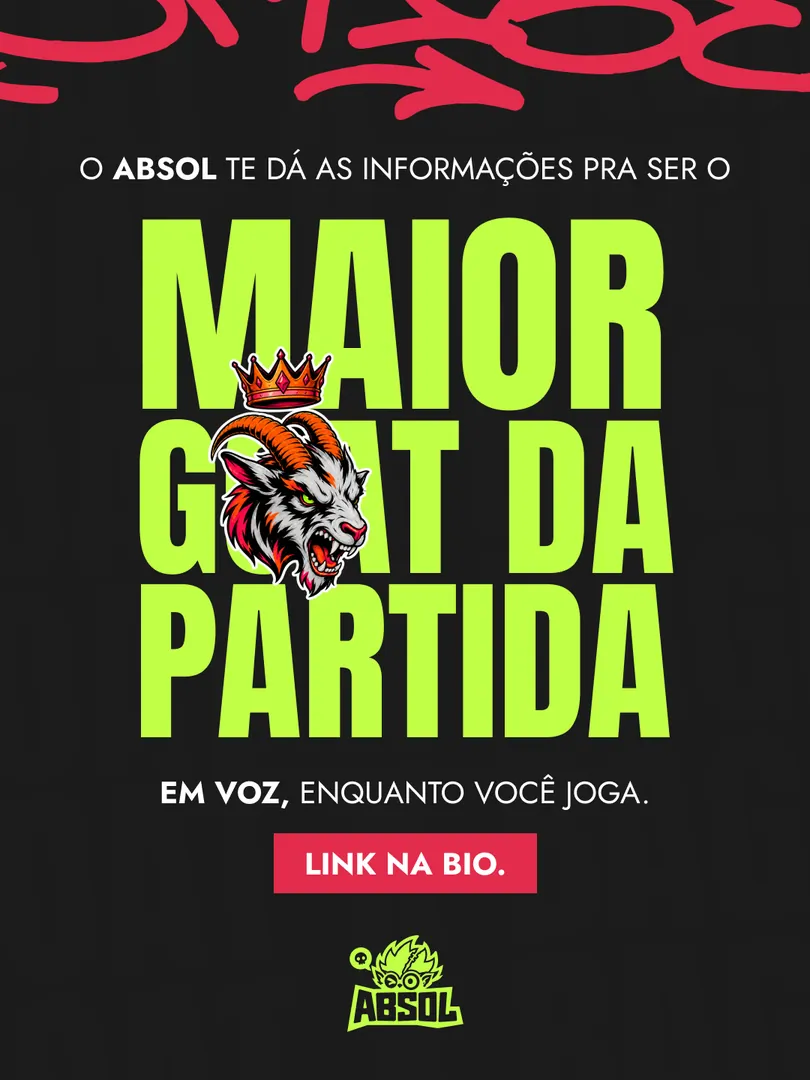 O ABSOL TE DÁ AS INFORMAÇÕES PRA SER O
MAIOR
GOAT DA
PARTIDA
EM VOZ, ENQUANTO VOCÊ JOGA.
LINK NA BIO.
ABSOL